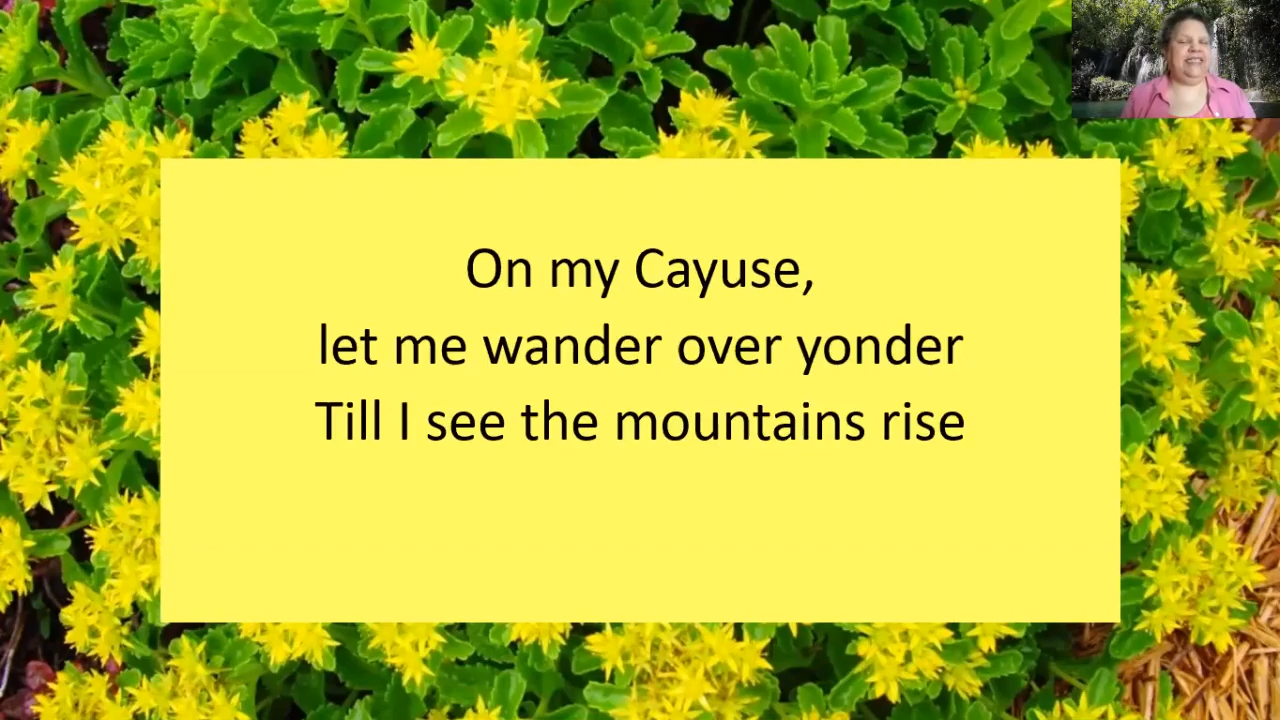 On my Cayuse,
let me wander over yonder
Till I see the mountains rise